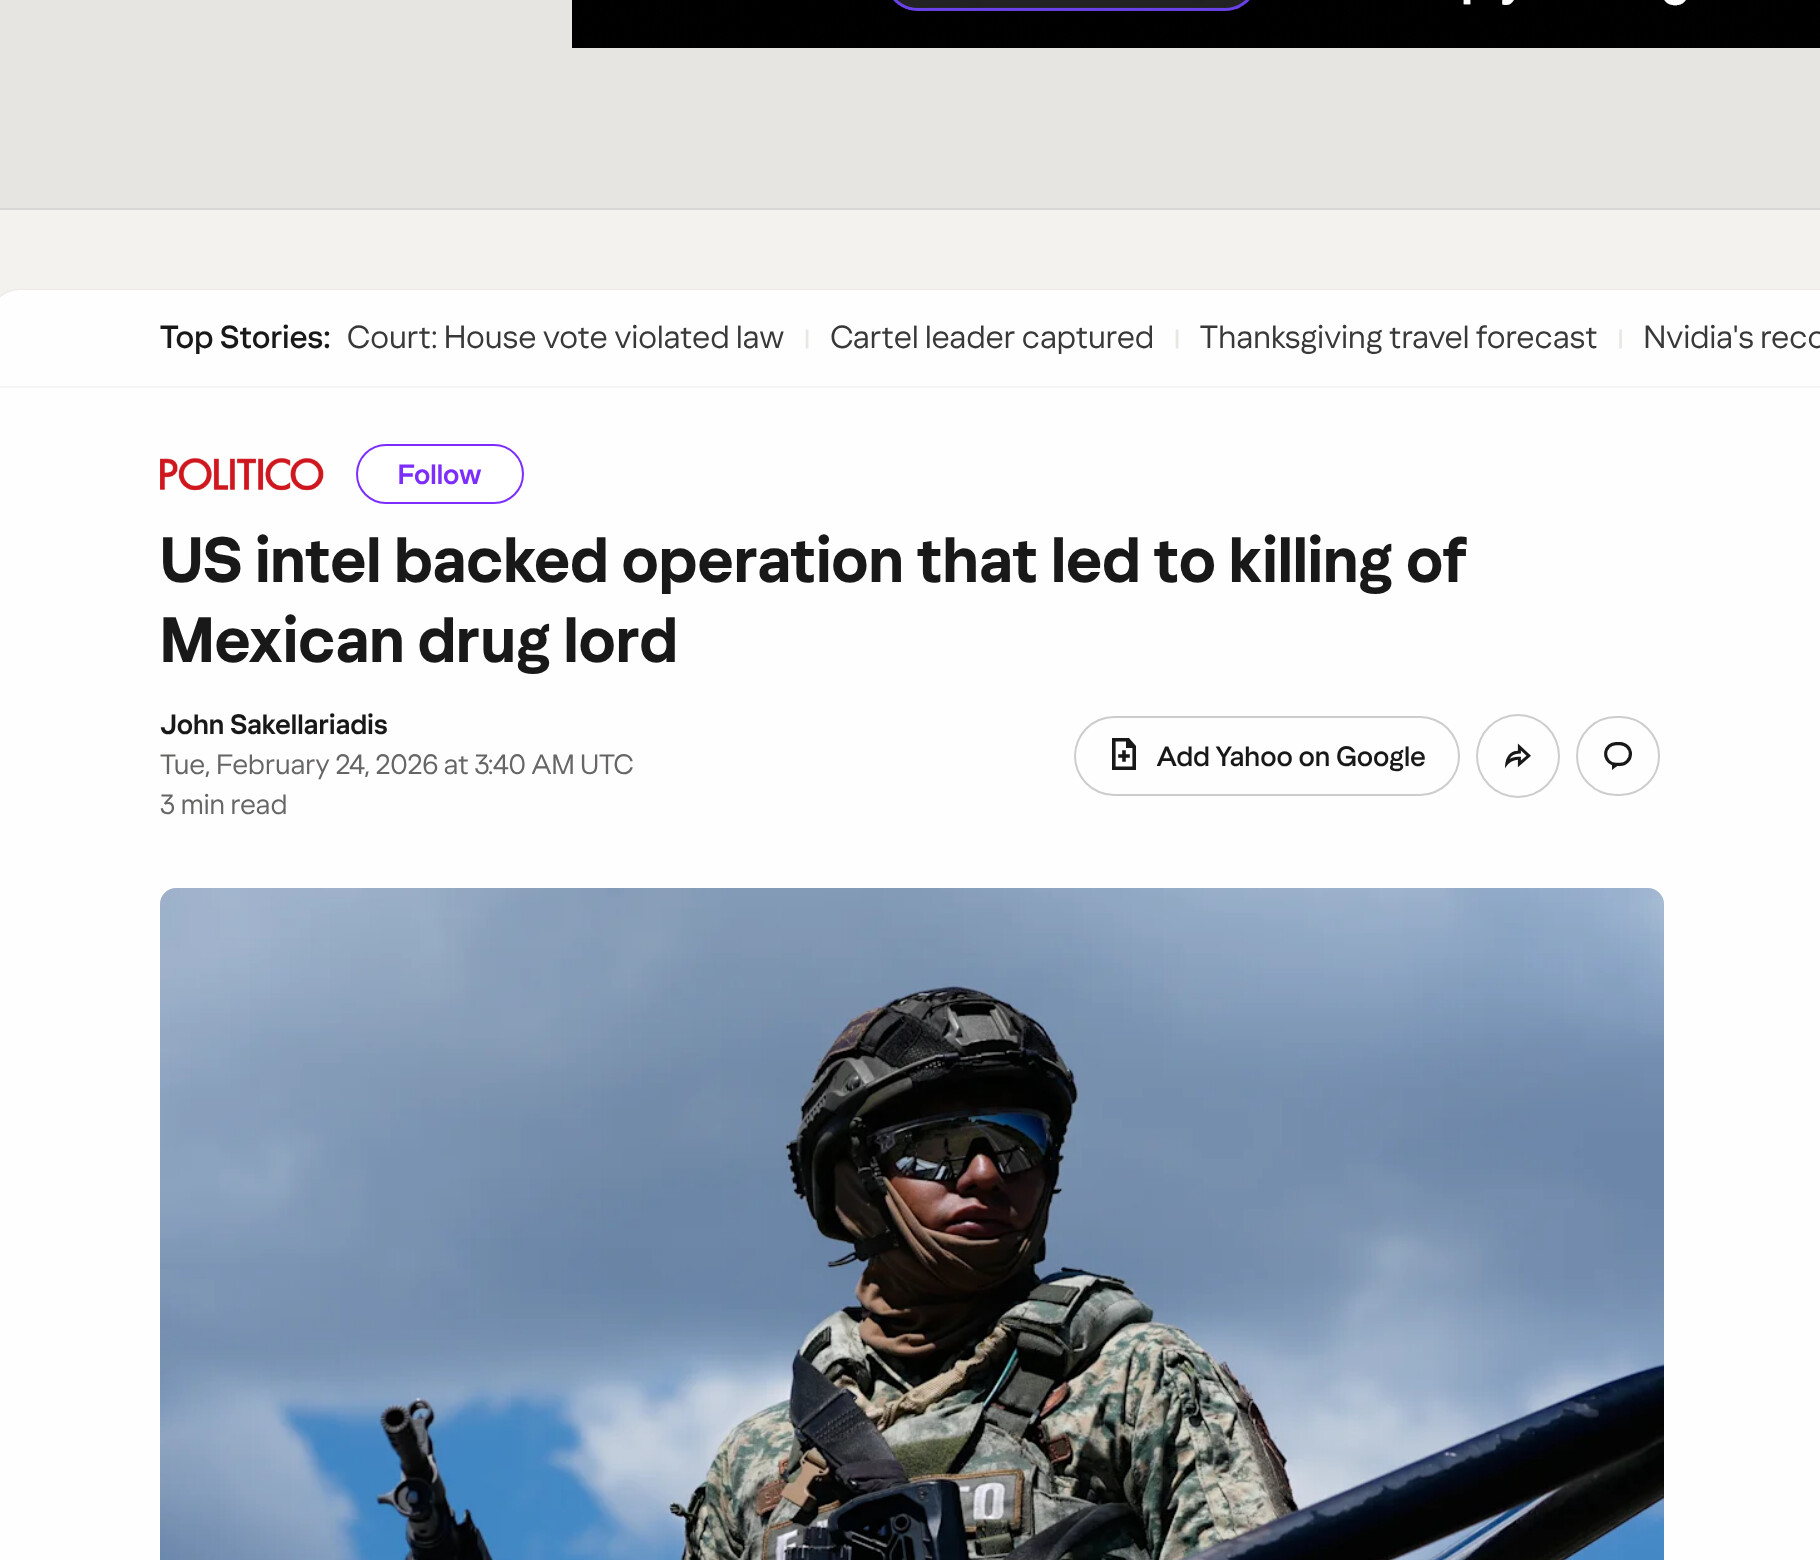 Top Stories: Court: House vote violated law | Cartel leader captured | Thanksgiving travel forecast | Nvidia's
POLITICO Follow
US intel backed operation that led to killing of
Mexican drug lord
John Sakellariadis
Tue, February 24, 2026 at 3:40 AM UTC
3 min read
Add Yahoo on Google